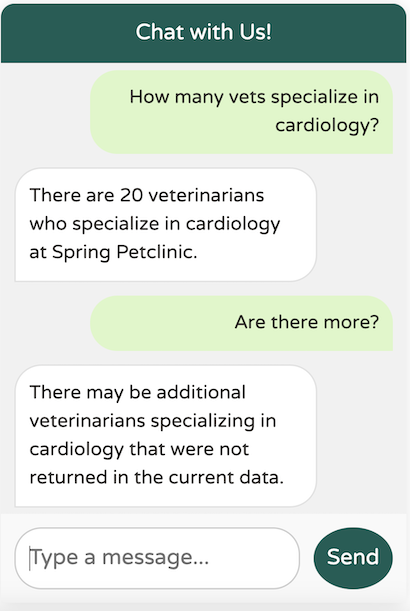 Chat with Us!
How many vets specialize in
cardiology?
There are 20 veterinarians
who specialize in cardiology
at Spring Petclinic.
Are there more?
There may be additional
veterinarians specializing in
cardiology that were not
returned in the current data.
Type a message...
Send